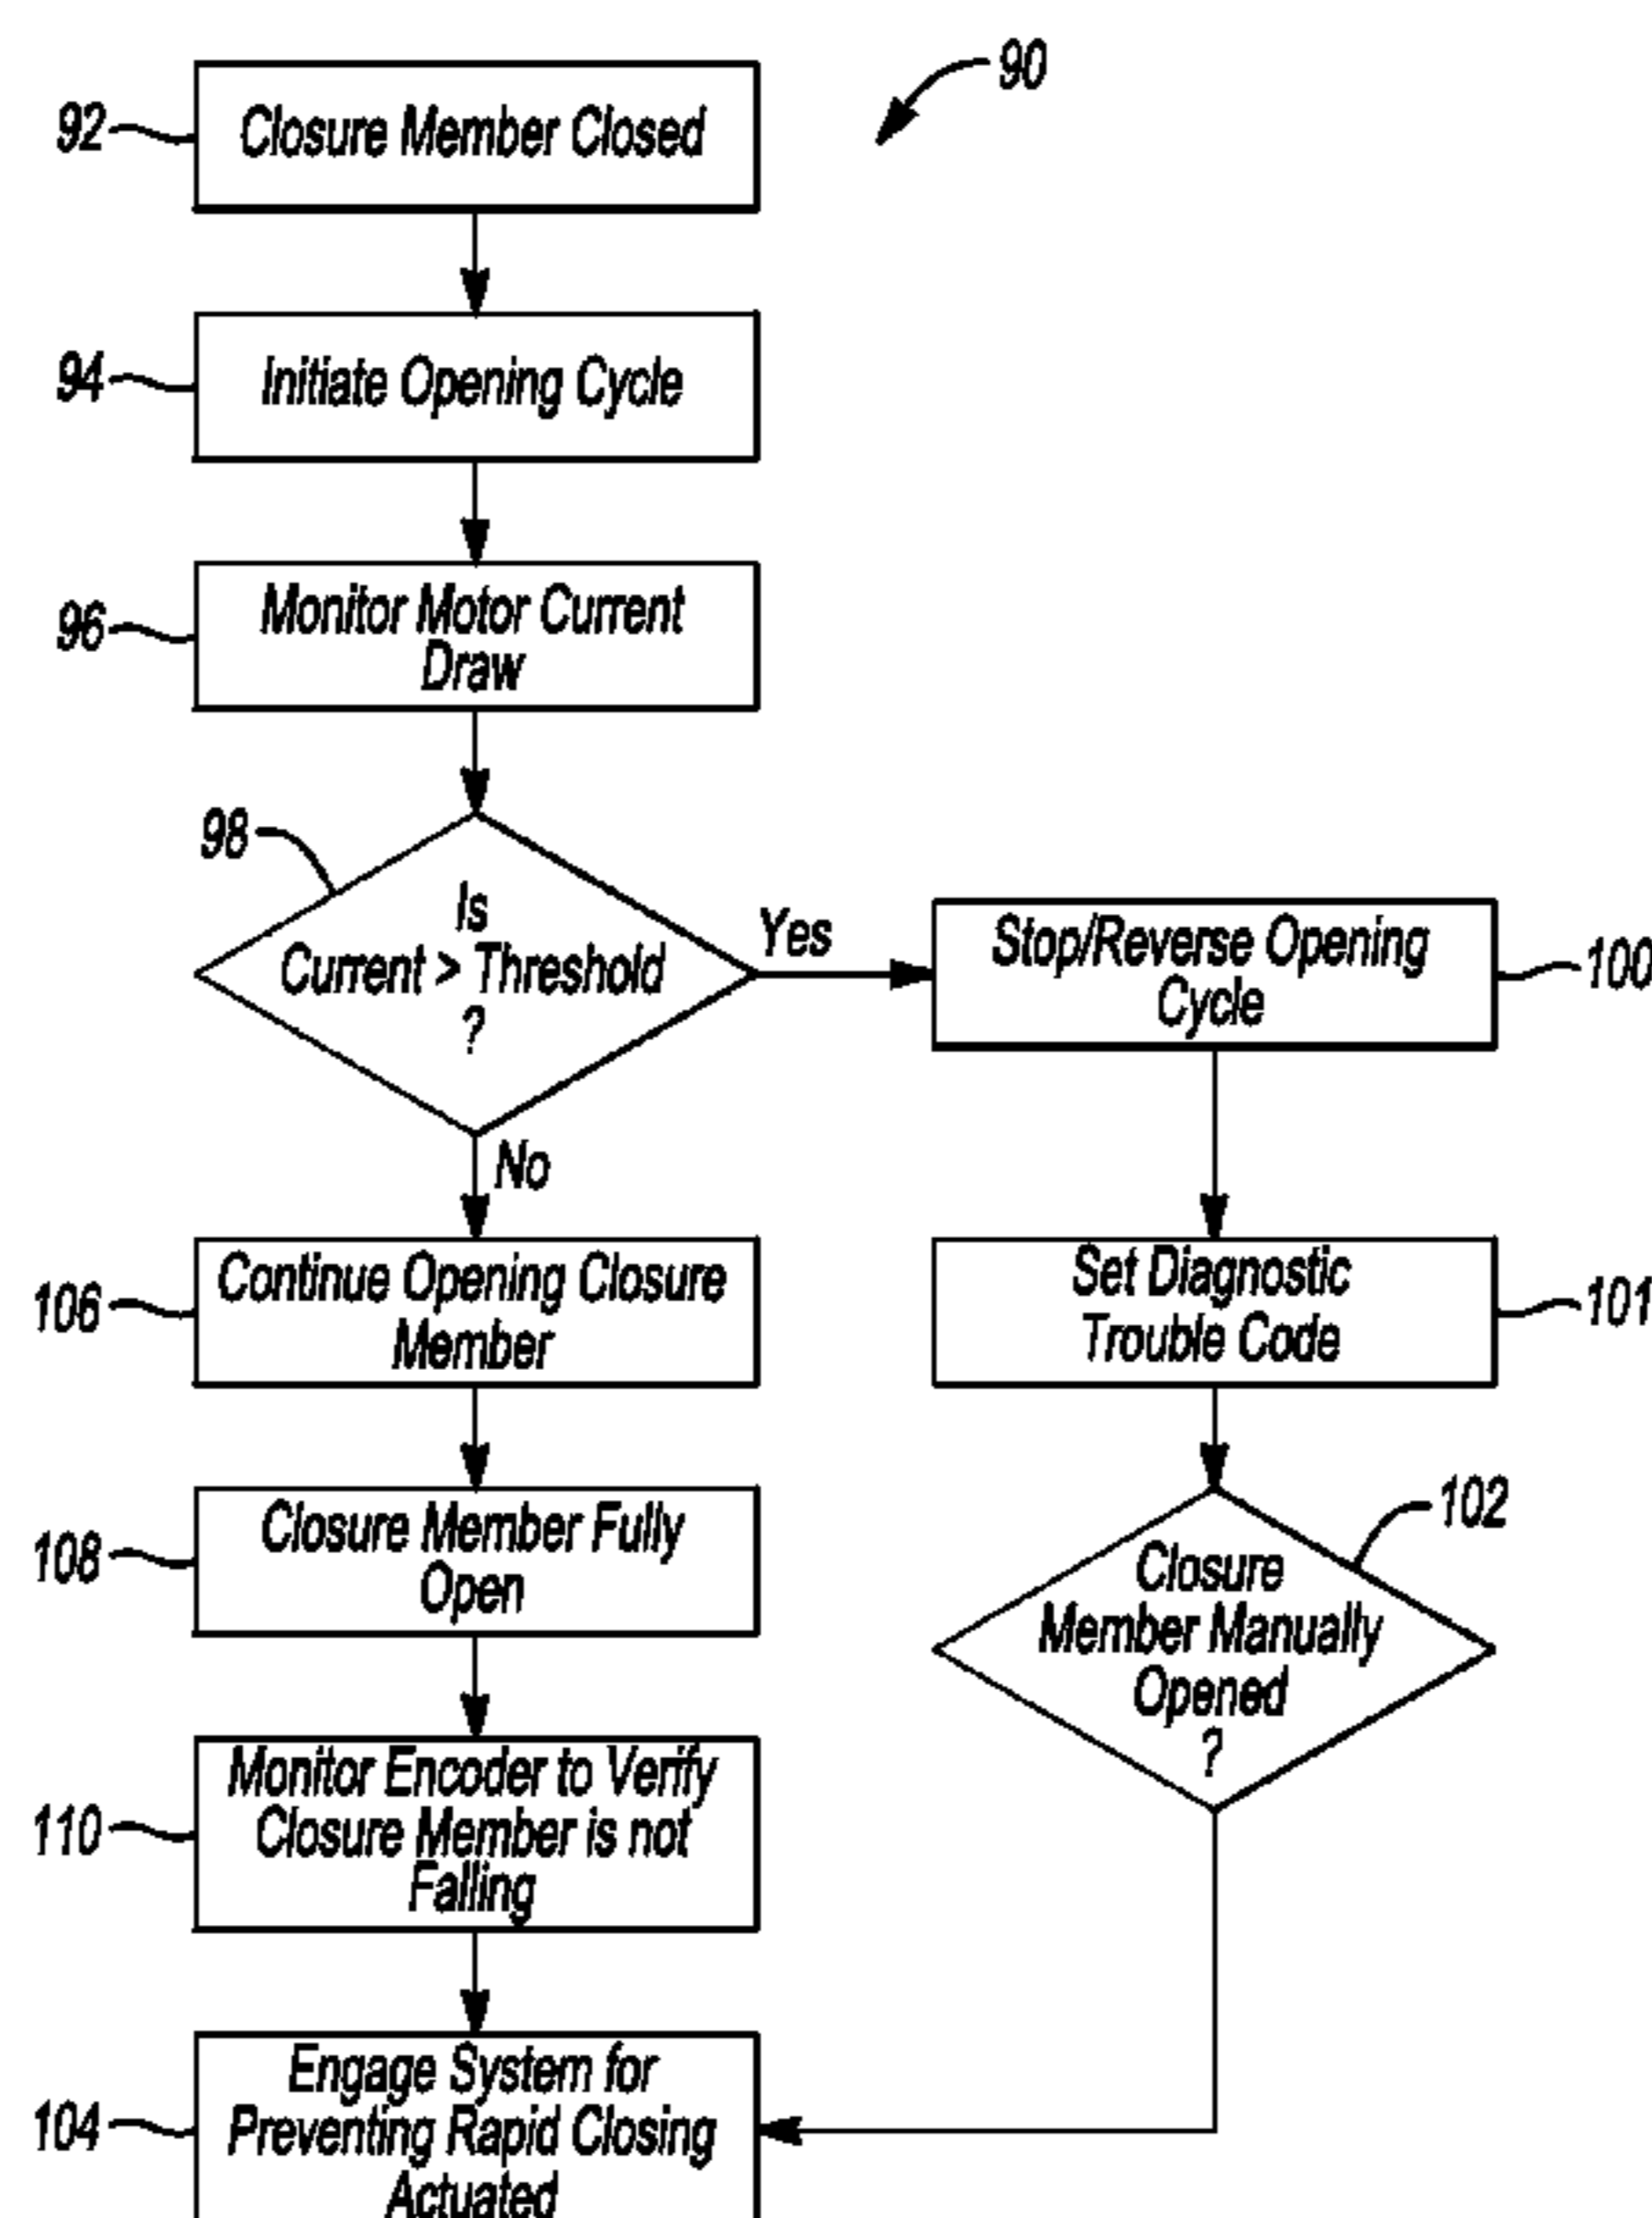 90
92
Closure Member Closed
94
Initiate Opening Cycle
96
Monitor Motor Current
Draw
98
Is
Current > Threshold
?
Yes
Stop/Reverse Opening
Cycle
100
No
106
Continue Opening Closure
Member
Set Diagnostic
Trouble Code
101
108
Closure Member Fully
Open
102
Closure
Member Manually
Opened
?
110
Monitor Encoder to Verify
Closure Member is not
Falling
104
Engage System for
Preventing Rapid Closing
Actuated